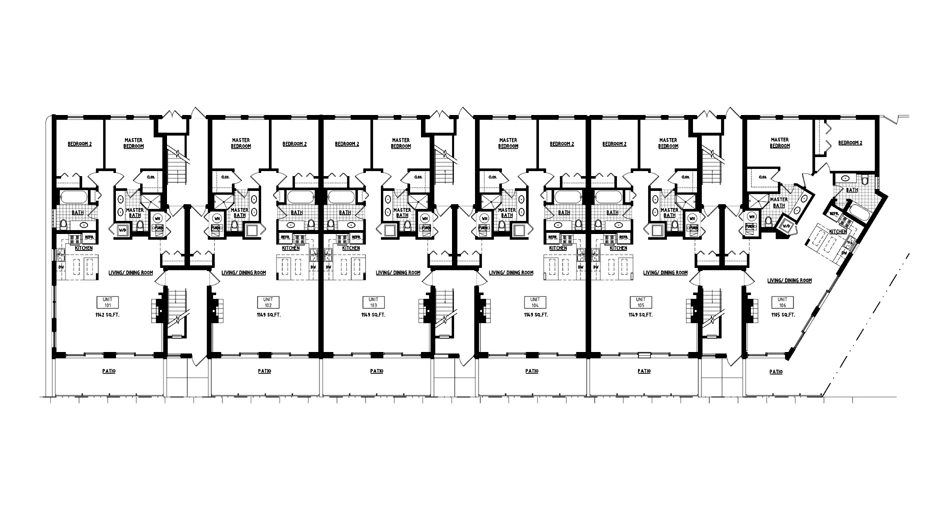 BEDROOM 2
MASTER
BEDROOM
MASTER
BEDROOM
BEDROOM 2
BEDROOM 2
MASTER
BEDROOM
MASTER
BEDROOM
BEDROOM 2
BEDROOM 2
MASTER
BEDROOM
MASTER
BEDROOM
BEDROOM 2
BATH
MASTER
BATH
MASTER
BATH
BATH
BATH
MASTER
BATH
MASTER
BATH
BATH
BATH
MASTER
BATH
MASTER
BATH
BATH
KITCHEN
KITCHEN
KITCHEN
KITCHEN
KITCHEN
KITCHEN
LIVING/ DINING ROOM
LIVING/ DINING ROOM
LIVING/ DINING ROOM
LIVING/ DINING ROOM
LIVING/ DINING ROOM
LIVING/ DINING ROOM
UNIT
101
1142 SQ.FT.
UNIT
102
1149 SQ.FT.
UNIT
103
1149 SQ.FT.
UNIT
104
1149 SQ.FT.
UNIT
105
1149 SQ.FT.
UNIT
106
1185 SQ.FT.
PATIO
PATIO
PATIO
PATIO
PATIO
PATIO